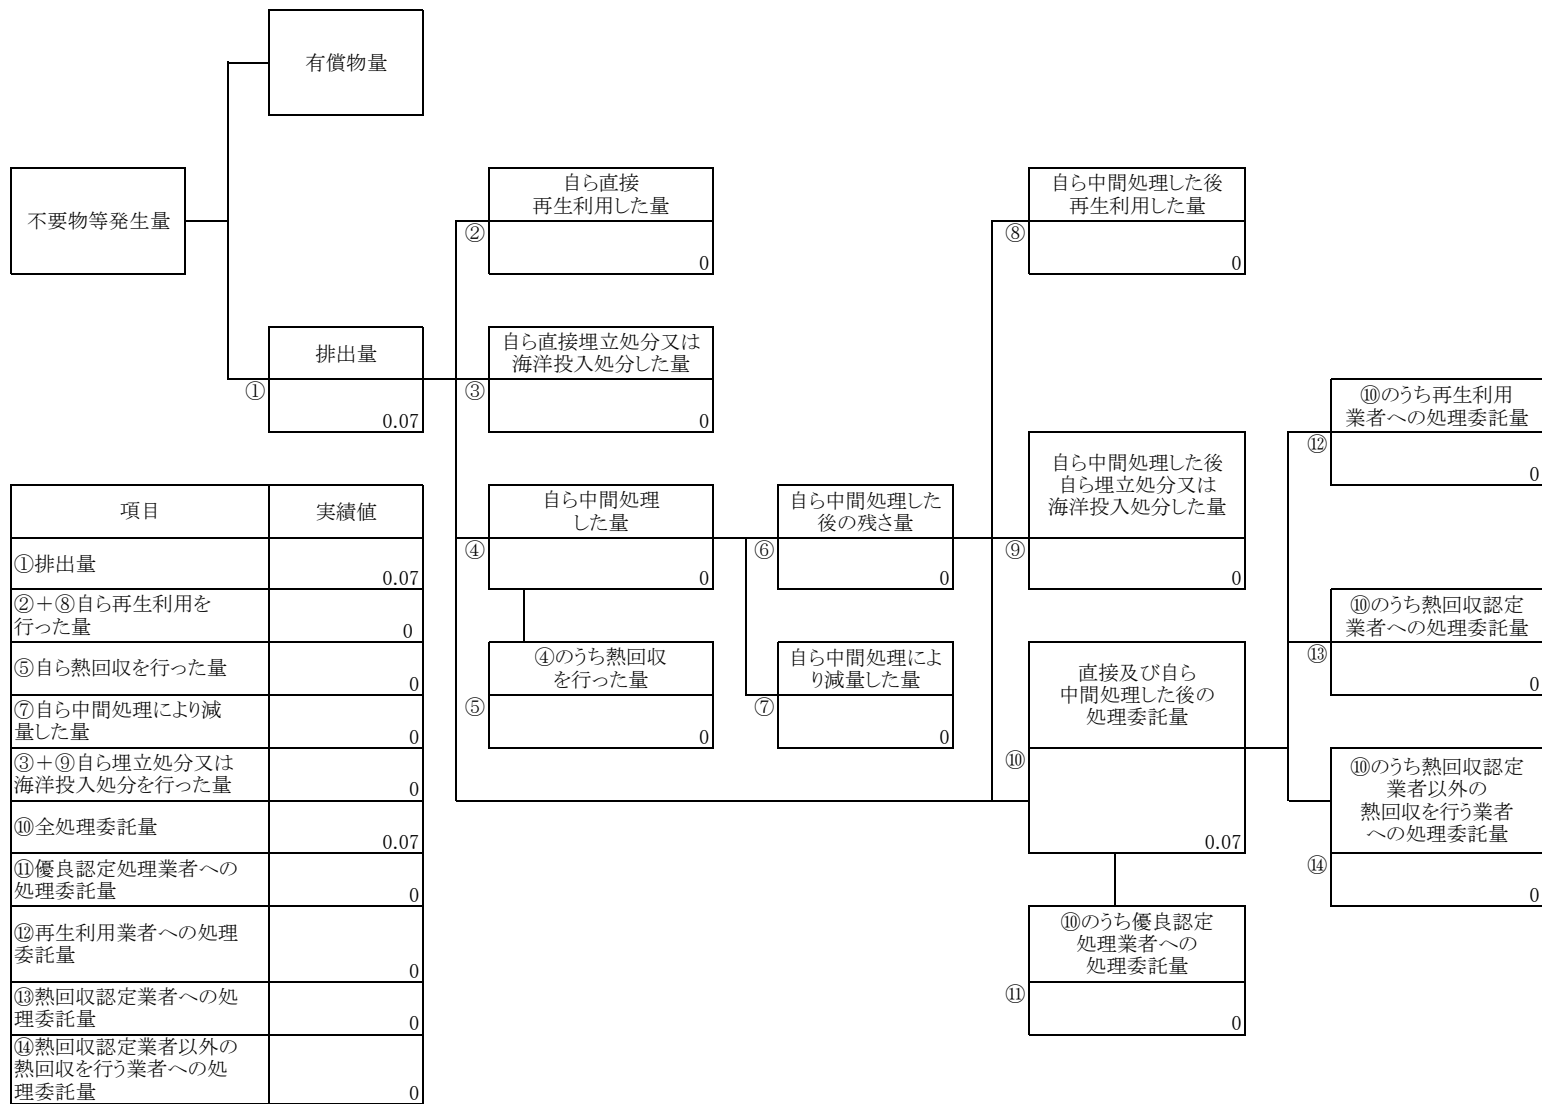 有償物量
不要物等発生量
自ら直接
再生利用した量
②
0
自ら中間処理した後
再生利用した量
⑧
0
排出量
①
0.07
自ら直接埋立処分又は
海洋投入処分した量
③
0
⑩のうち再生利用
業者への処理委託量
⑫
0
自ら中間処理
した量
④
0
自ら中間処理した
後の残さ量
⑥
0
自ら中間処理した後
自ら埋立処分又は
海洋投入処分した量
⑨
0
⑩のうち熱回収認定
業者への処理委託量
⑬
0
④のうち熱回収
を行った量
⑤
0
自ら中間処理によ
り減量した量
⑦
0
直接及び自ら
中間処理した後の
処理委託量
⑩
0.07
⑩のうち熱回収認定
業者以外の
熱回収を行う業者
への処理委託量
⑭
0
⑩のうち優良認定
処理業者への
処理委託量
⑪
0
項目 実績値
①排出量
0.07
②+⑧自ら再生利用を
行った量 0
⑤自ら熱回収を行った量
0
⑦自ら中間処理により減
量した量 0
③+⑨自ら埋立処分又は
海洋投入処分を行った量 0
⑩全処理委託量
0.07
⑪優良認定処理業者への
処理委託量 0
⑫再生利用業者への処理
委託量
0
⑬熱回収認定業者への処
理委託量 0
⑭熱回収認定業者以外の
熱回収を行う業者への処
理委託量 0